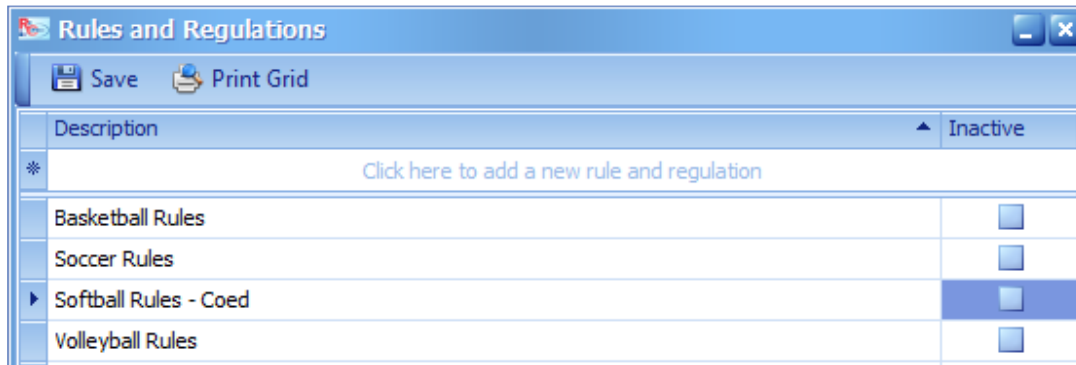 Rules and Regulations
Save Print Grid
Description Inactive
Click here to add a new rule and regulation
Basketball Rules
Soccer Rules
Softball Rules - Coed
Volleyball Rules